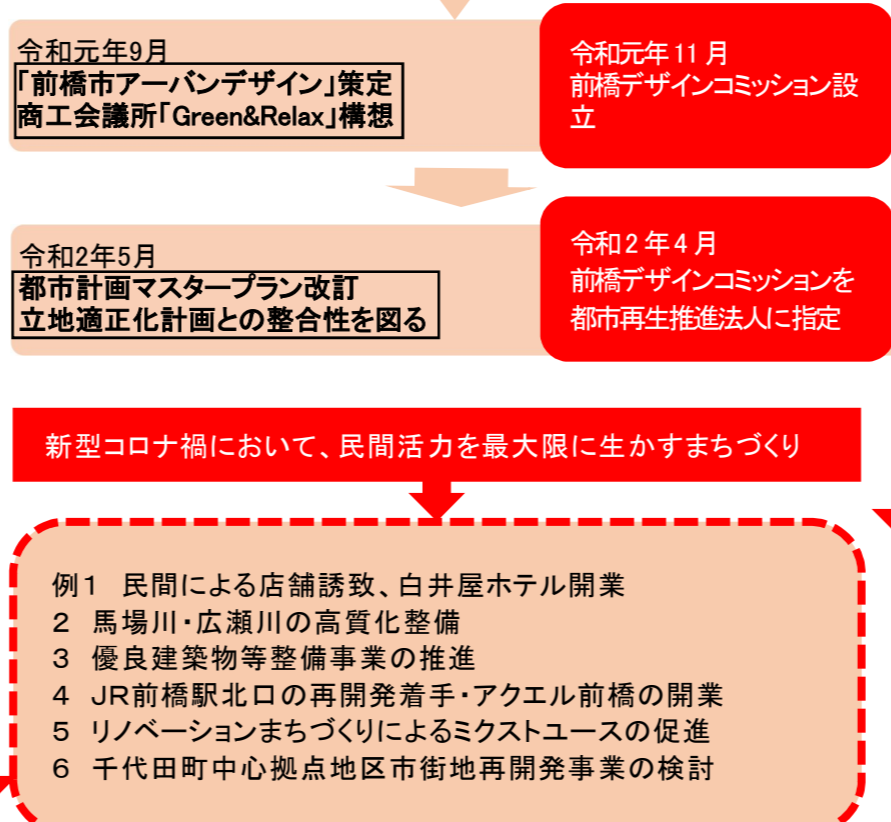 令和元年9月
「前橋市アーバンデザイン」策定
商工会議所「Green&Relax」構想
令和元年11月
前橋デザインコミッション設
立
令和2年5月
都市計画マスタープラン改訂
立地適正化計画との整合性を図る
令和2年4月
前橋デザインコミッションを
都市再生推進法人に指定
新型コロナ禍において、民間活力を最大限に生かすまちづくり
例1 民間による店舗誘致、白井屋ホテル開業
2 馬場川・広瀬川の高質化整備
3 優良建築物等整備事業の推進
4 JR前橋駅北口の再開発着手・アクエル前橋の開業
5 リノベーションまちづくりによるミクストユースの促進
6 千代田町中心拠点地区市街地再開発事業の検討